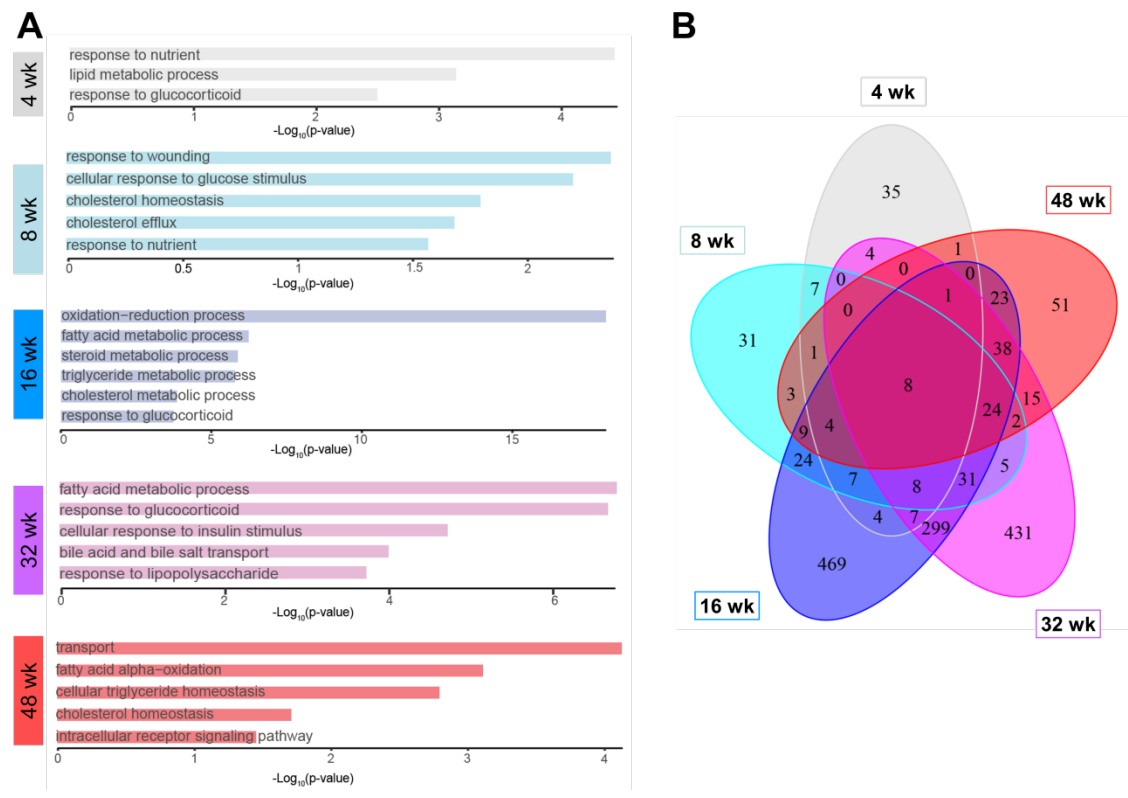 A
4 wk
response to nutrient
lipid metabolic process
response to glucocorticoid
0 1 2 3 4
-Log10(p-value)
8 wk
response to wounding
cellular response to glucose stimulus
cholesterol homeostasis
cholesterol efflux
response to nutrient
0 0.5 1 1.5 2
-Log10(p-value)
16 wk
oxidation−reduction process
fatty acid metabolic process
steroid metabolic process
triglyceride metabolic process
cholesterol metabolic process
response to glucocorticoid
0 5 10 15
-Log10(p-value)
32 wk
fatty acid metabolic process
response to glucocorticoid
cellular response to insulin stimulus
bile acid and bile salt transport
response to lipopolysaccharide
0 2 4 6
-Log10(p-value)
48 wk
transport
fatty acid alpha−oxidation
cellular triglyceride homeostasis
cholesterol homeostasis
intracellular receptor signaling pathway
0 1 2 3 4
-Log10(p-value)
B
4 wk
35
48 wk
8 wk
4 0 1
7 0 0
0 1 23 51
31
1 38
3 8 24 15
9 4 2
24 7 8 31 5
4 7 299
469 431
16 wk
32 wk